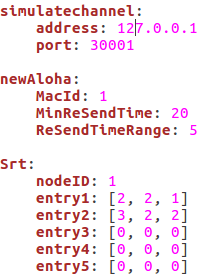 simulatechannel:
    address: 127.0.0.1
    port: 30001

newAloha:
    MacId: 1
    MinReSendTime: 20
    ReSendTimeRange: 5

Srt:
    nodeID: 1
    entry1: [2, 2, 1]
    entry2: [3, 2, 2]
    entry3: [0, 0, 0]
    entry4: [0, 0, 0]
    entry5: [0, 0, 0]